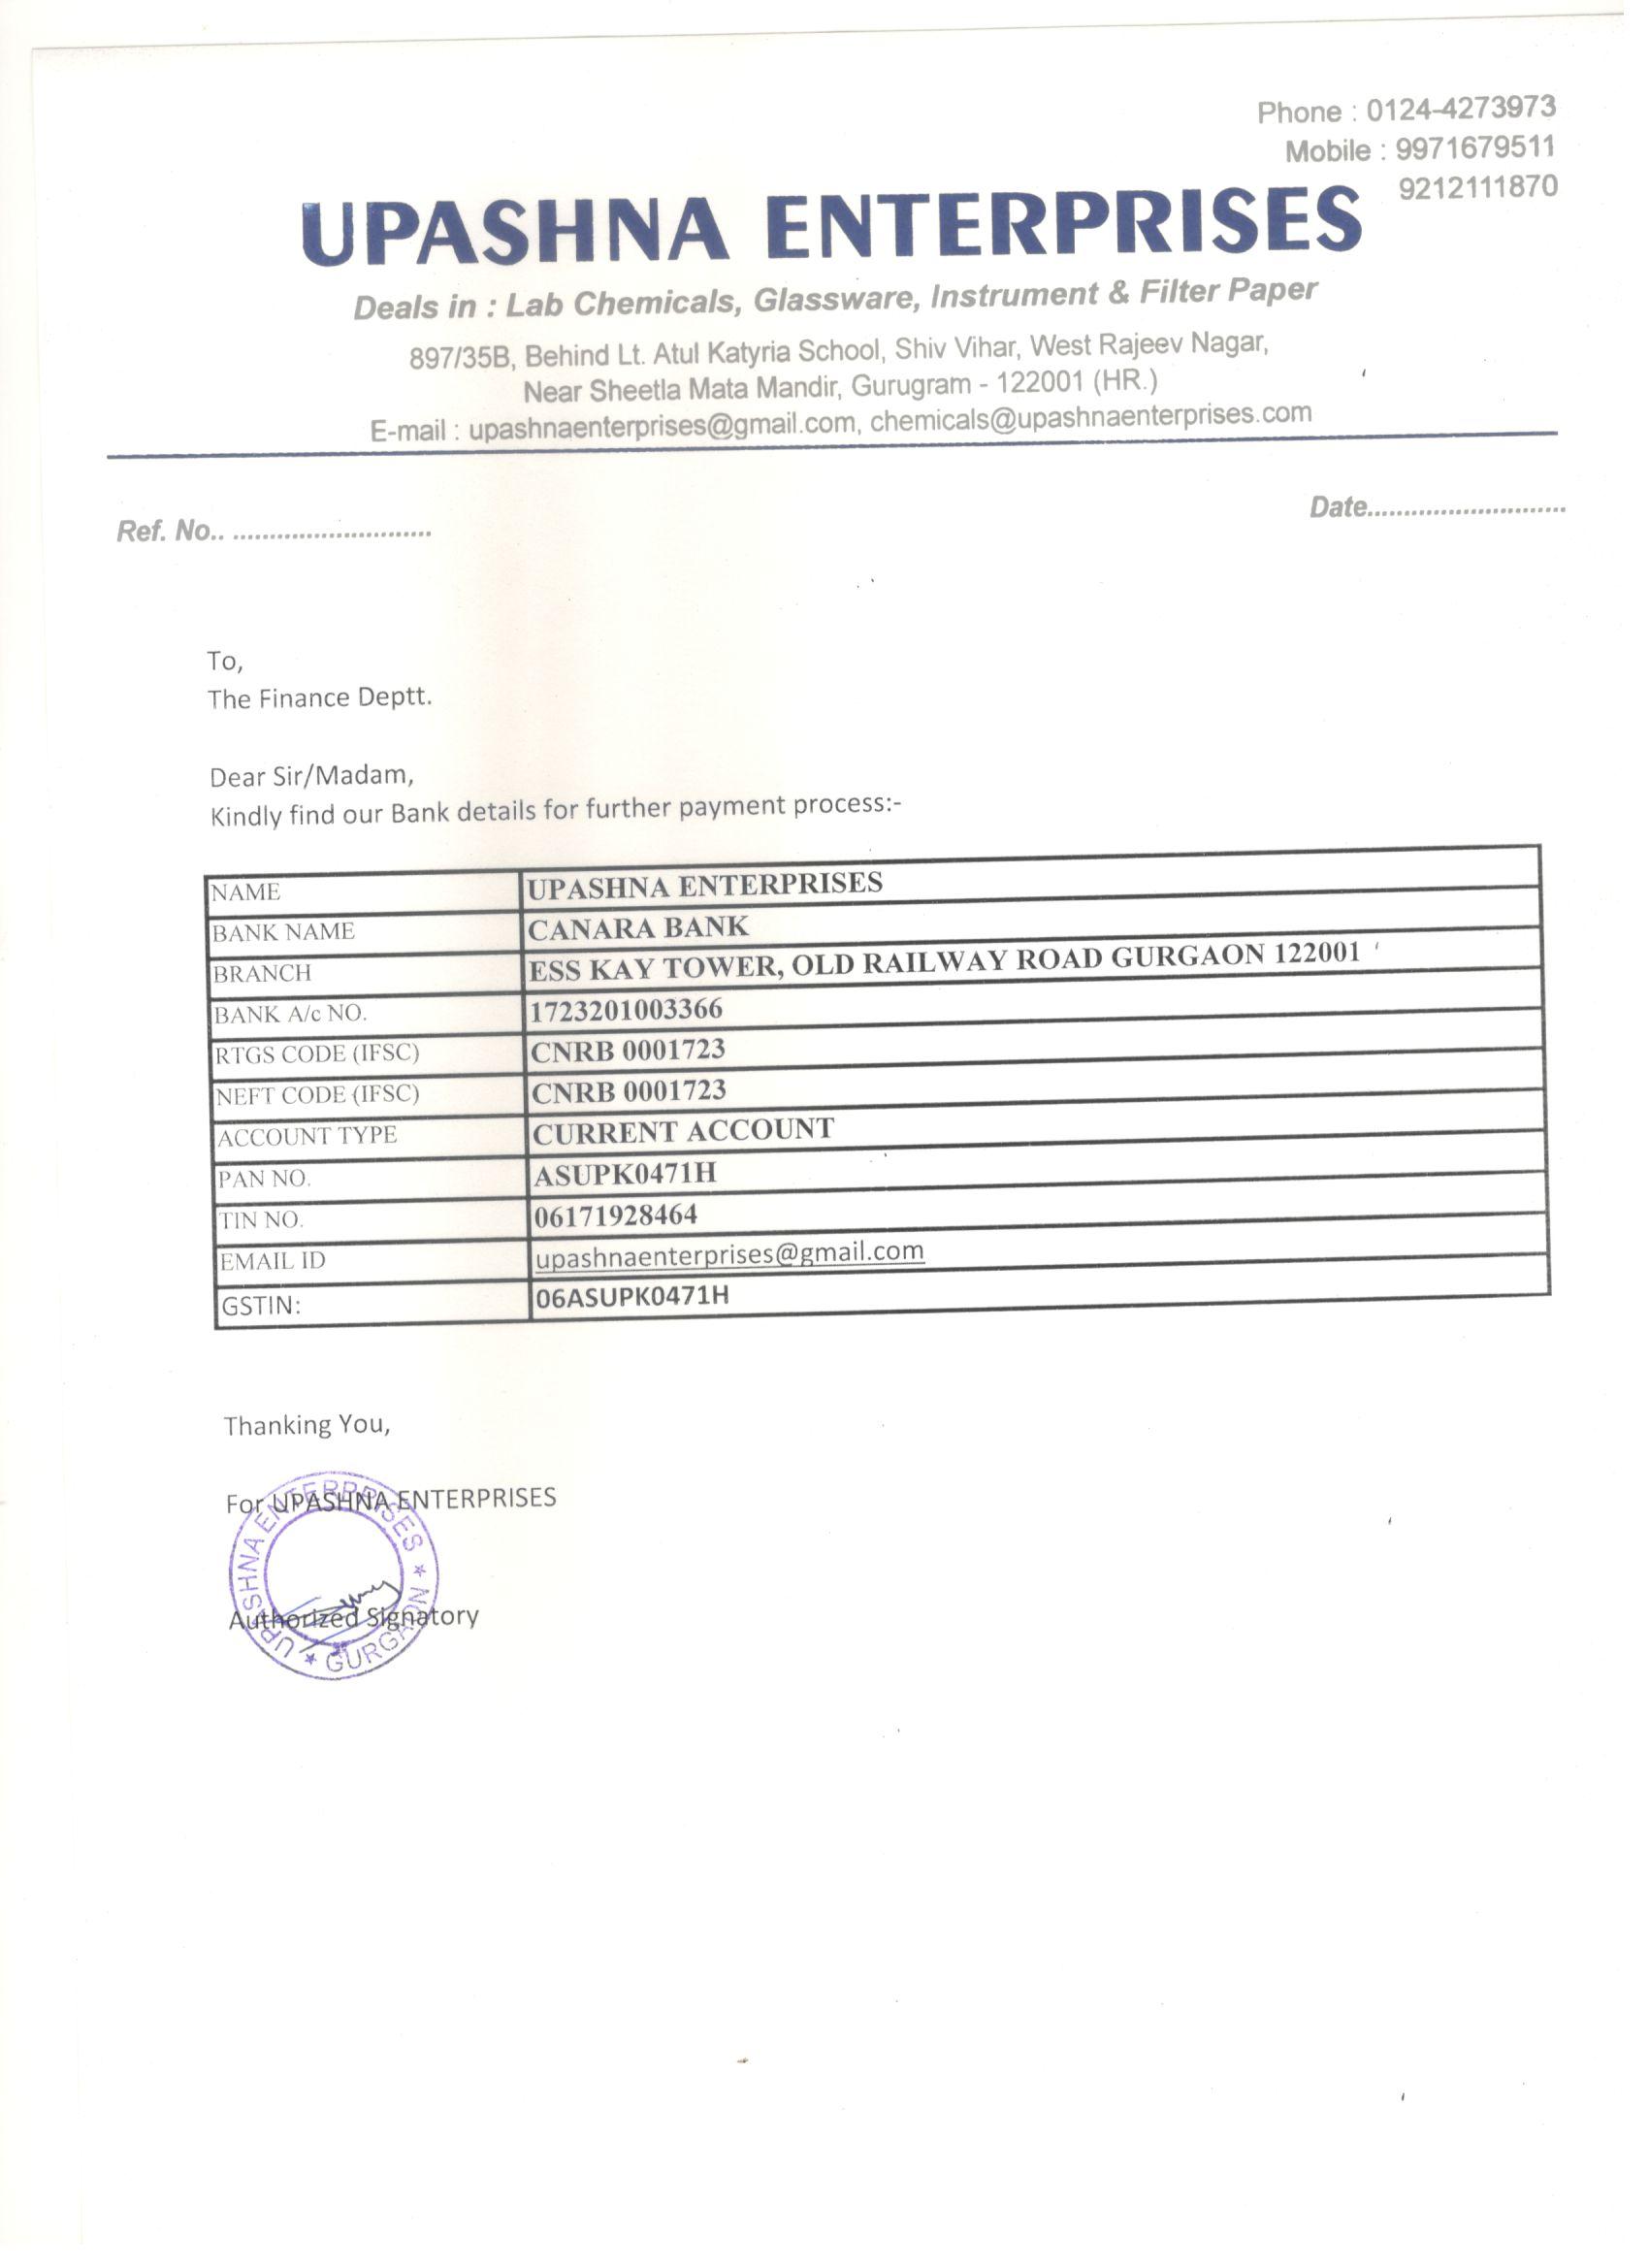 Phone : 0124-4273973
Mobile : 9971679511
9212111870
UPASHNA ENTERPRISES
Deals in : Lab Chemicals, Glassware, Instrument & Filter Paper
897/35B, Behind Lt. Atul Katyria School, Shiv Vihar, West Rajeev Nagar,
Near Sheetla Mata Mandir, Gurugram - 122001 (HR.)
E-mail : upashnaenterprises@gmail.com, chemicals@upashnaenterprises.com
Ref. No.. ........................... Date...........................
To,
The Finance Deptt.
Dear Sir/Madam,
Kindly find our Bank details for further payment process:-
NAME UPASHNA ENTERPRISES
BANK NAME CANARA BANK
BRANCH ESS KAY TOWER, OLD RAILWAY ROAD GURGAON 122001
BANK A/c NO. 1723201003366
RTGS CODE (IFSC) CNRB 0001723
NEFT CODE (IFSC) CNRB 0001723
ACCOUNT TYPE CURRENT ACCOUNT
PAN NO. ASUPK0471H
TIN NO. 06171928464
EMAIL ID upashnaenterprises@gmail.com
GSTIN: 06ASUPK0471H
Thanking You,
For UPASHNA ENTERPRISES
UPASHNA ENTERPRISES * GURGAON *
Authorized Signatory